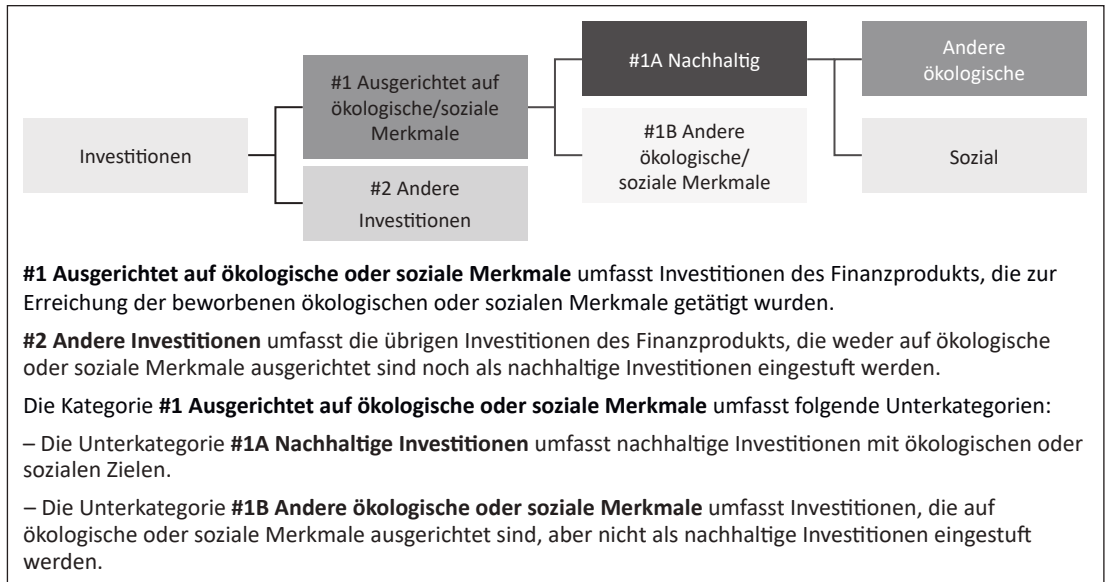 Investitionen
#1 Ausgerichtet auf
ökologische/soziale
Merkmale
#2 Andere
Investitionen
#1A Nachhaltig
#1B Andere
ökologische/
soziale Merkmale
Andere
ökologische
Sozial
#1 Ausgerichtet auf ökologische oder soziale Merkmale umfasst Investitionen des Finanzprodukts, die zur
Erreichung der beworbenen ökologischen oder sozialen Merkmale getätigt wurden.
#2 Andere Investitionen umfasst die übrigen Investitionen des Finanzprodukts, die weder auf ökologische
oder soziale Merkmale ausgerichtet sind noch als nachhaltige Investitionen eingestuft werden.
Die Kategorie #1 Ausgerichtet auf ökologische oder soziale Merkmale umfasst folgende Unterkategorien:
– Die Unterkategorie #1A Nachhaltige Investitionen umfasst nachhaltige Investitionen mit ökologischen oder
sozialen Zielen.
– Die Unterkategorie #1B Andere ökologische oder soziale Merkmale umfasst Investitionen, die auf
ökologische oder soziale Merkmale ausgerichtet sind, aber nicht als nachhaltige Investitionen eingestuft
werden.